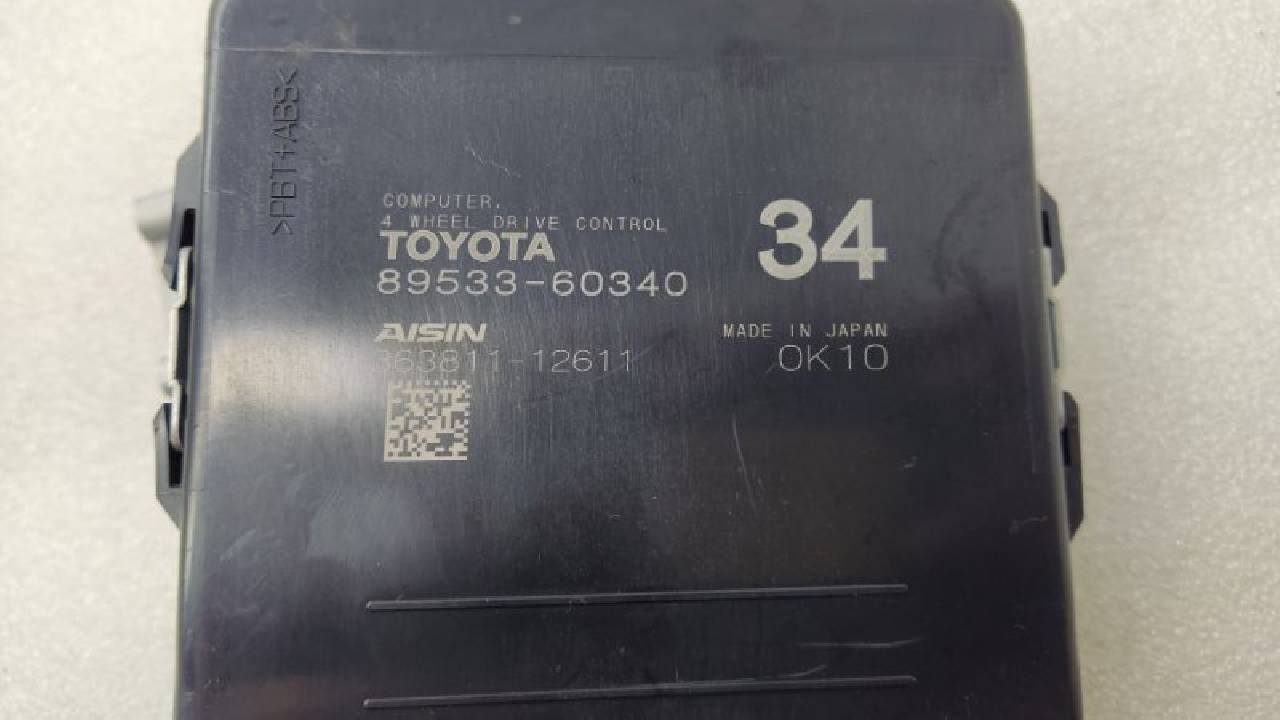 >PBT+ABS<
COMPUTER.
4 WHEEL DRIVE CONTROL
TOYOTA
89533-60340
34
AISIN
363811-12611
MADE IN JAPAN
0K10